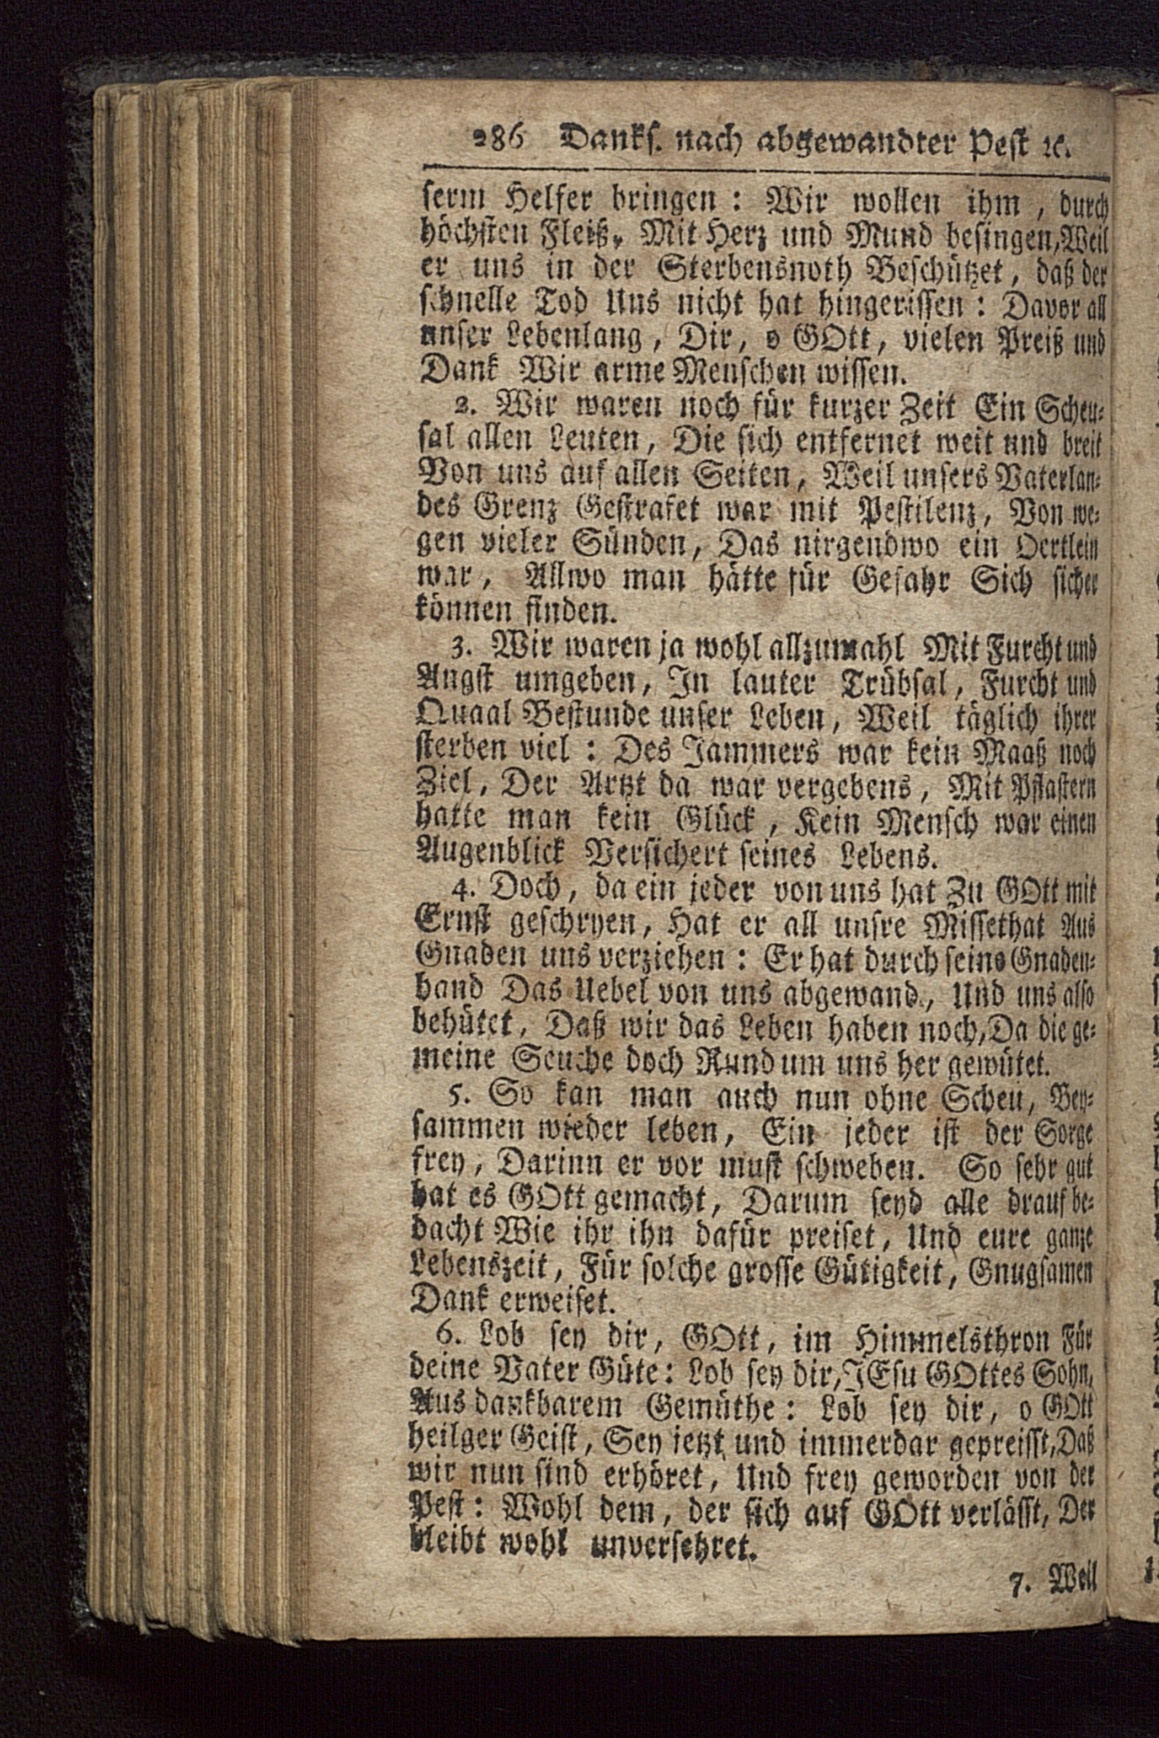 286 Danks. nach abgewandter Pest ꝛc.
serm Helfer bringen : Wir wollen ihm , durch
höchsten Fleiß, Mit Herz und Mund besingen, Weil
er uns in der Sterbensnoth Beschützet, daß der
schnelle Tod Uns nicht hat hingerissen : Davor all
unser Lebenlang, Dir, o GOtt, vielen Preiß und
Dank Wir arme Menschen wissen.
2. Wir waren noch für kurzer Zeit Ein Scheu-
sal allen Leuten, Die sich entfernet weit und breit
Von uns auf allen Seiten, Weil unsers Vaterlan-
des Grenz Gestrafet war mit Pestilenz, Von we-
gen vieler Sünden, Das nirgendwo ein Oertlein
war, Allwo man hätte für Gefahr Sich sicher
können finden.
3. Wir waren ja wohl allzumahl Mit Furcht und
Angst umgeben, In lauter Trübsal, Furcht und
Quaal Bestunde unser Leben, Weil täglich ihrer
sterben viel : Des Jammers war kein Maaß noch
Ziel, Der Artzt da war vergebens, Mit Pflastern
hatte man kein Glück, Kein Mensch war einen
Augenblick Versichert seines Lebens.
4. Doch, da ein jeder von uns hat Zu GOtt mit
Ernst geschryen, Hat er all unsre Missethat Aus
Gnaden uns verziehen : Er hat durch seine Gnaden-
hand Das Uebel von uns abgewand, Und uns also
behütet, Daß wir das Leben haben noch, Da die ge-
meine Seuche doch Rund um uns her gewütet.
5. So kan man auch nun ohne Scheu, Bey-
sammen wieder leben, Ein jeder ist der Sorge
frey, Darinn er vor must schweben. So sehr gut
hat es GOtt gemacht, Darum seyd alle drauf be-
dacht Wie ihr ihn dafür preiset, Und eure ganze
Lebenszeit, Für solche grosse Gütigkeit, Gnugsamen
Dank erweiset.
6. Lob sey dir, GOtt, im Himmelsthron Für
deine Vater Güte: Lob sey dir, JEsu GOttes Sohn,
Aus dankbarem Gemüthe: Lob sey dir, o GOtt
heilger Geist, Sey jetzt und immerdar gepreisst, Daß
wir nun sind erhöret, Und frey geworden von der
Pest: Wohl dem, der sich auf GOtt verlässt, Der
bleibt wohl unversehret.
7. Weil